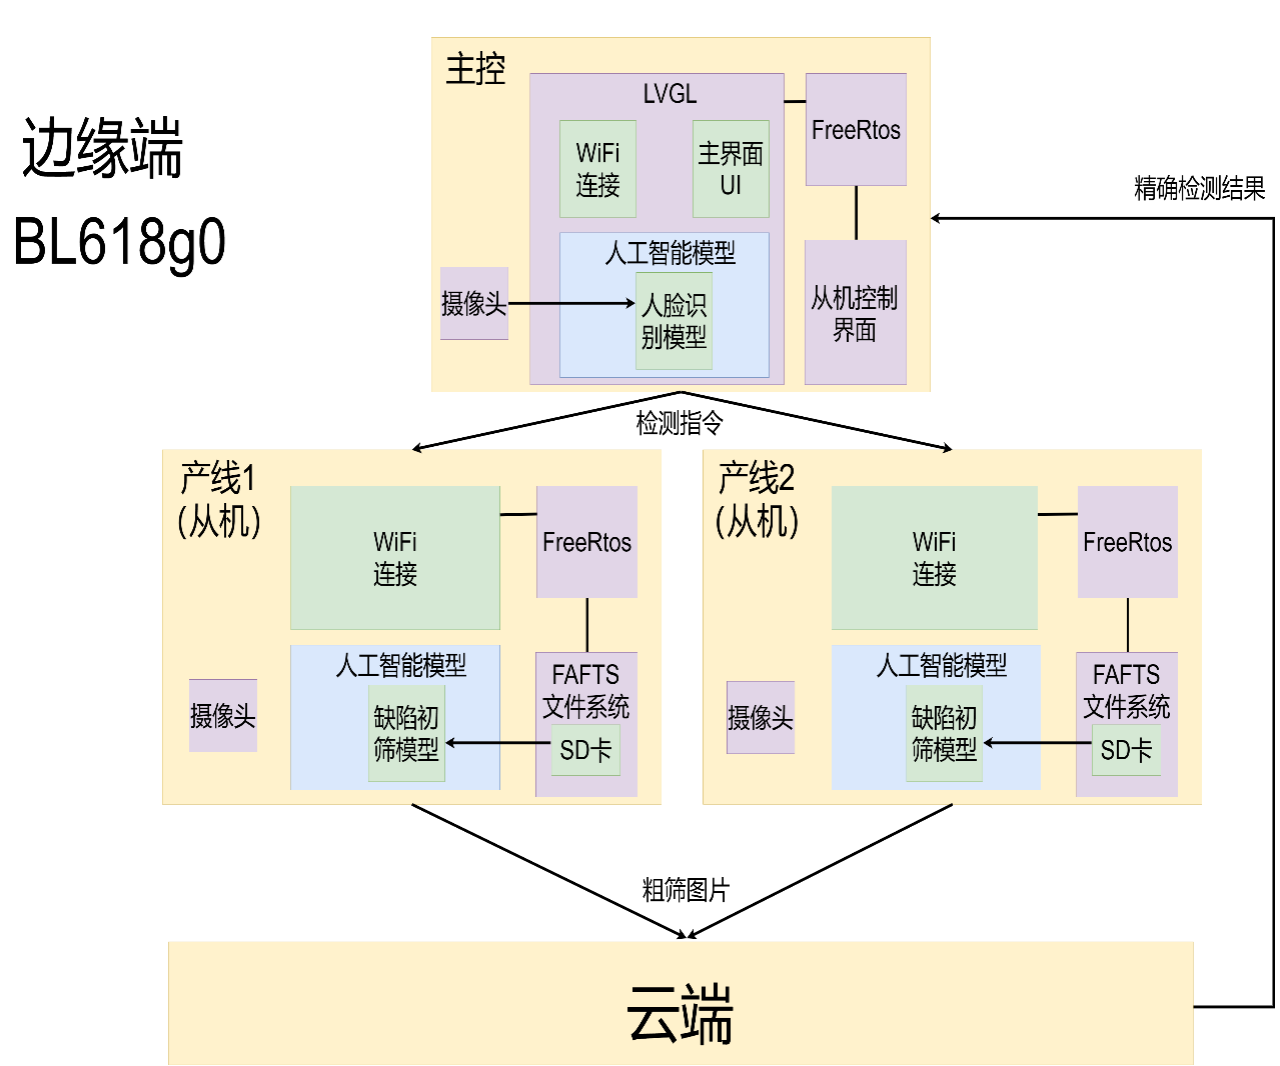 边缘端
BL618g0
主控
LVGL
WiFi
连接
主界面
UI
FreeRtos
人工智能模型
摄像头
人脸识
别模型
从机控制
界面
精确检测结果
检测指令
产线1
(从机)
WiFi
连接
FreeRtos
人工智能模型
摄像头
缺陷初
筛模型
FAFTS
文件系统
SD卡
产线2
(从机)
WiFi
连接
FreeRtos
人工智能模型
摄像头
缺陷初
筛模型
FAFTS
文件系统
SD卡
粗筛图片
云端